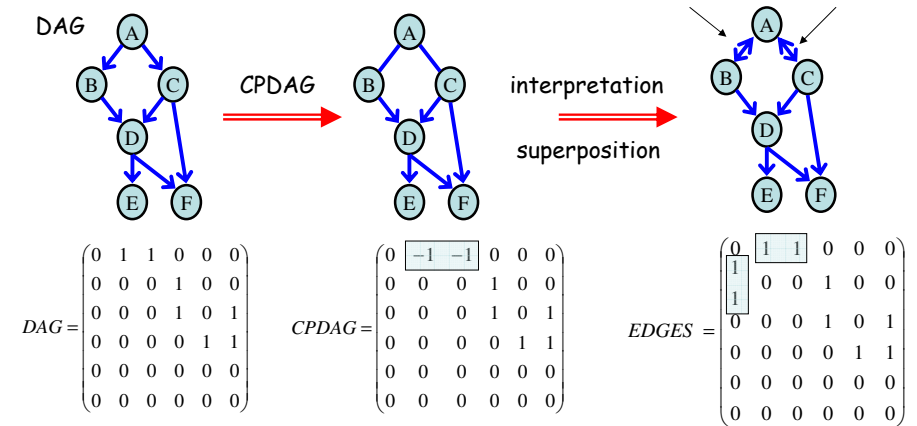 DAG
A
B C
D
E F
CPDAG
A
B C
D
E F
interpretation
superposition
A
B C
D
E F
DAG =
0 1 1 0 0 0
0 0 0 1 0 0
0 0 0 1 0 1
0 0 0 0 1 1
0 0 0 0 0 0
0 0 0 0 0 0
CPDAG =
0 −1 −1 0 0 0
0 0 0 1 0 0
0 0 0 1 0 1
0 0 0 0 1 1
0 0 0 0 0 0
0 0 0 0 0 0
EDGES =
0 1 1 0 0 0
1 0 0 1 0 0
1
0 0 0 1 0 1
0 0 0 0 1 1
0 0 0 0 0 0
0 0 0 0 0 0